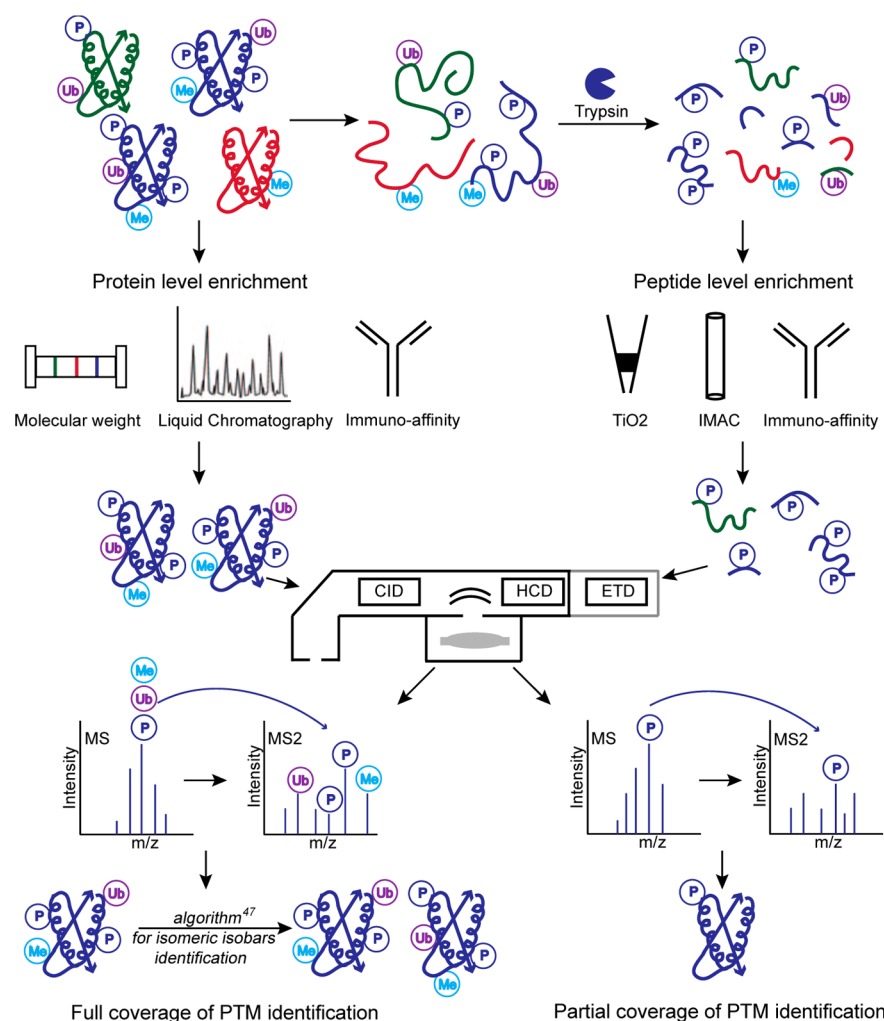 P Ub
P
Ub Me P
P
Ub P
Me
Me
Ub
P
P
P
Me Me Ub
Trypsin
P
P Ub
P
P
P Me Ub
Protein level enrichment
Peptide level enrichment
Molecular weight
Liquid Chromatography
Immuno-affinity
TiO2
IMAC
Immuno-affinity
P Ub
P
Ub Me P
P
Me
P P
P
P
P
CID HCD ETD
Me
Ub
P
MS
Intensity
m/z
MS2
Intensity
Ub P P Me
m/z
MS
Intensity
P
m/z
MS2
Intensity
P
m/z
Ub
P
Me P
algorithm47
for isomeric isobars
identification
Ub
P
Me P
P
Ub P
Me
P
Full coverage of PTM identification
Partial coverage of PTM identification